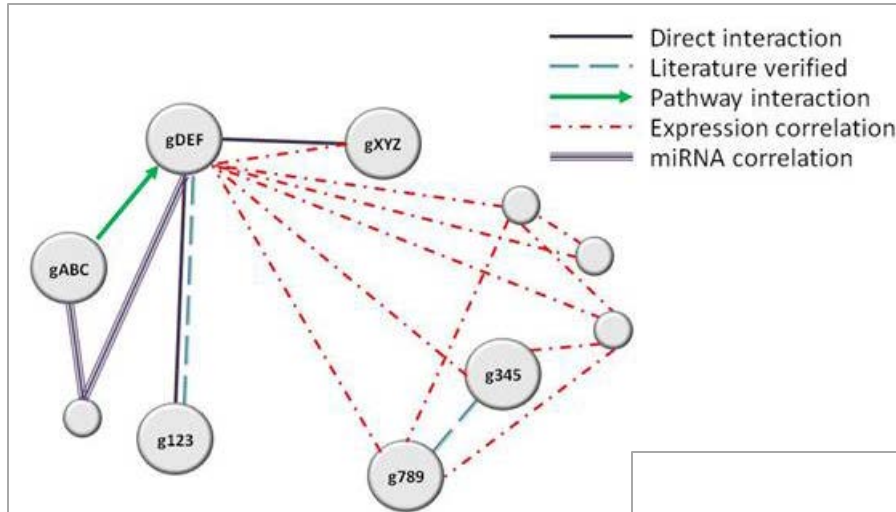 Direct interaction
Literature verified
Pathway interaction
Expression correlation
miRNA correlation
gDEF
gXYZ
gABC
g345
g123
g789